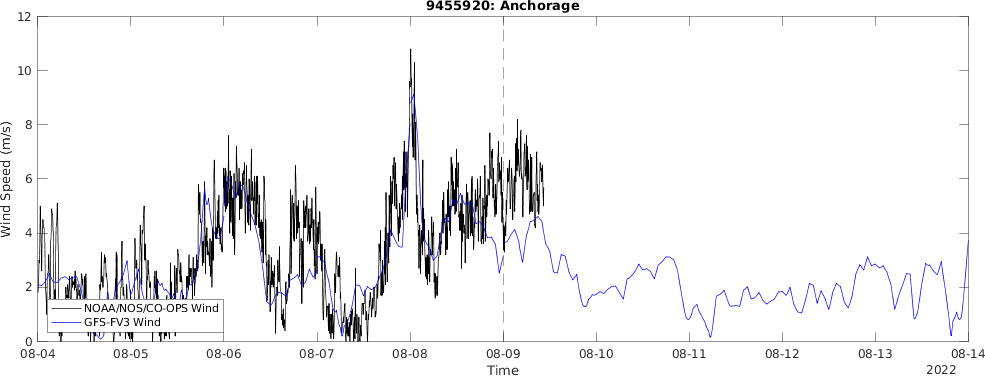 9455920: Anchorage
12
10
8
6
4
2
0
Wind Speed (m/s)
NOAA/NOS/CO-OPS Wind
GFS-FV3 Wind
08-04 08-05 08-06 08-07 08-08 08-09 08-10 08-11 08-12 08-13 08-14
Time
2022